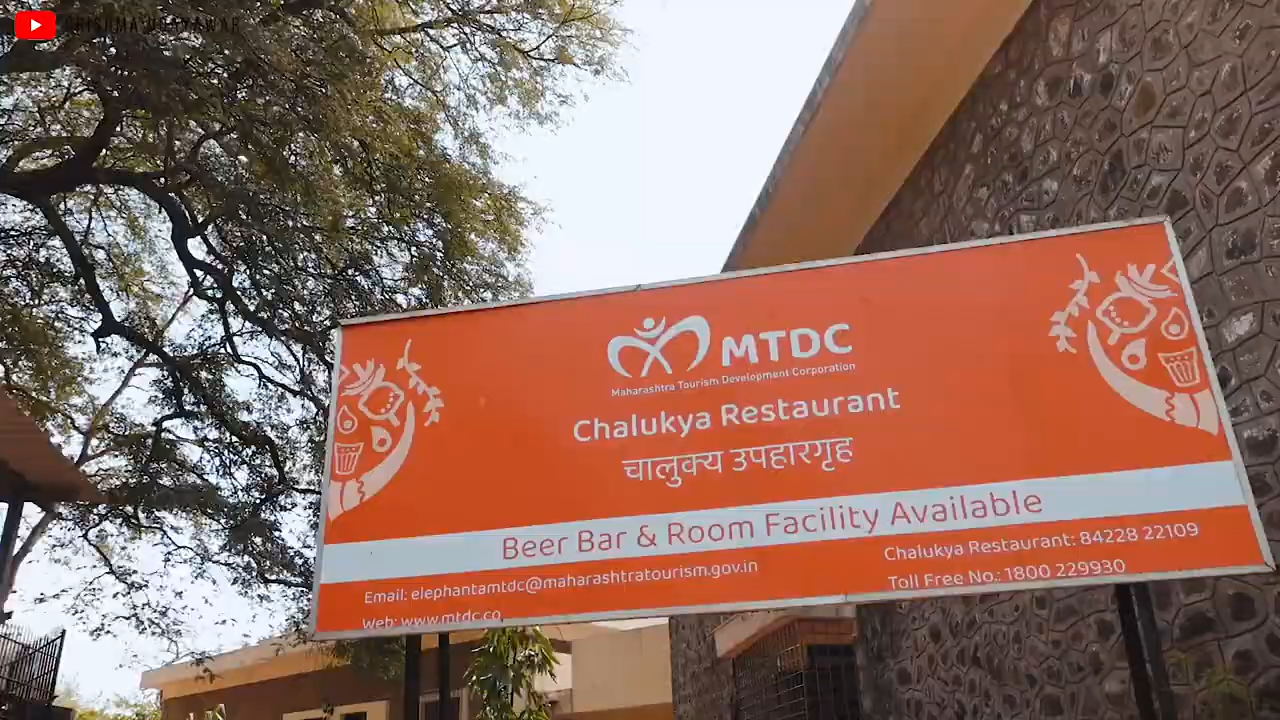 MTDC
Maharashtra Tourism Development Corporation
Chalukya Restaurant
चालुक्य उपहारगृह
Beer Bar & Room Facility Available
Email: elephantamtdc@maharashtratourism.gov.in
Web: www.mtdc.co
Chalukya Restaurant: 84228 22109
Toll Free No.: 1800 229930